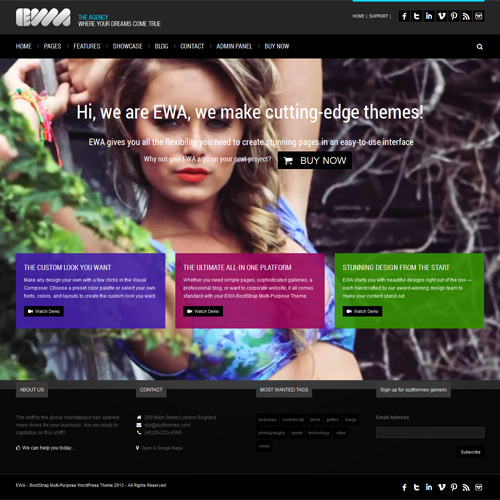 EWA
THE AGENCY
WHERE YOUR DREAMS COME TRUE
HOME | SUPPORT |
HOME PAGES FEATURES SHOWCASE BLOG CONTACT ADMIN PANEL BUY NOW
Hi, we are EWA, we make cutting-edge themes!
EWA gives you all the flexibility you need to create stunning pages in an easy-to-use interface
Why not give EWA a go on your next project? BUY NOW
THE CUSTOM LOOK YOU WANT
Make any design your own with a few clicks in the Visual
Composer. Choose a preset color palette or select your own
fonts, colors, and layouts to create the custom look you want.
Watch Demo
THE ULTIMATE ALL-IN ONE PLATFORM
Whether you need simple pages, sophisticated galleries, a
professional blog, or want to corporate website, it all comes
standard with your EWA BootStrap Multi-Purpose Theme.
Watch Demo
STUNNING DESIGN FROM THE START
EWA starts you with beautiful designs right out of the box —
each handcrafted by our award-winning design team to
make your content stand out.
Watch Demo
ABOUT US
The shift to the global marketplace has opened
many doors for your business. Are you ready to
capitalize on this shift?
We can help you today...
CONTACT
259 Main Street London England
ozy@ozythemes.com
Open in Google Maps
MOST WANTED TAGS
business commercial demo gallery image
photography quote technology video
vimeo
Sign up for ozythemes-generic
Email Address
Subscribe
EWA - BootStrap Multi-Purpose WordPress Theme 2013 - All Rights Reserved